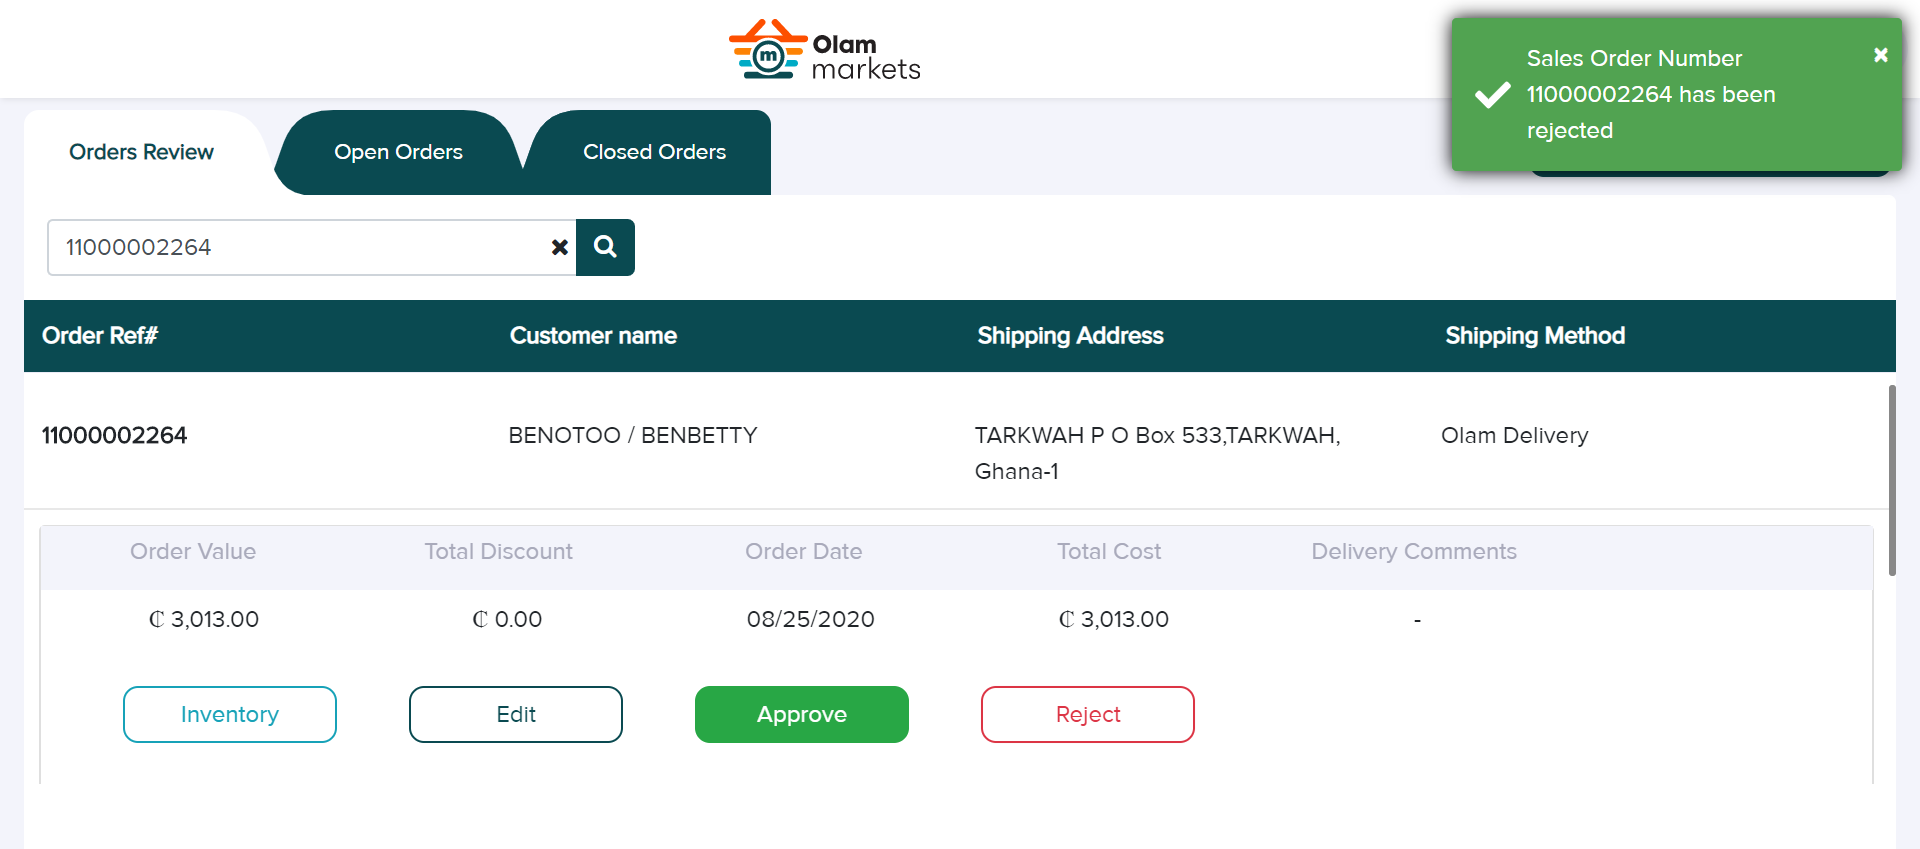 m
Olam
markets
Sales Order Number
11000002264 has been
rejected
Orders Review
Open Orders
Closed Orders
11000002264
Order Ref#
Customer name
Shipping Address
Shipping Method
11000002264
BENOTOO / BENBETTY
TARKWAH P O Box 533,TARKWAH,
Ghana-1
Olam Delivery
Order Value
Total Discount
Order Date
Total Cost
Delivery Comments
ℂ 3,013.00
ℂ 0.00
08/25/2020
ℂ 3,013.00
-
Inventory
Edit
Approve
Reject